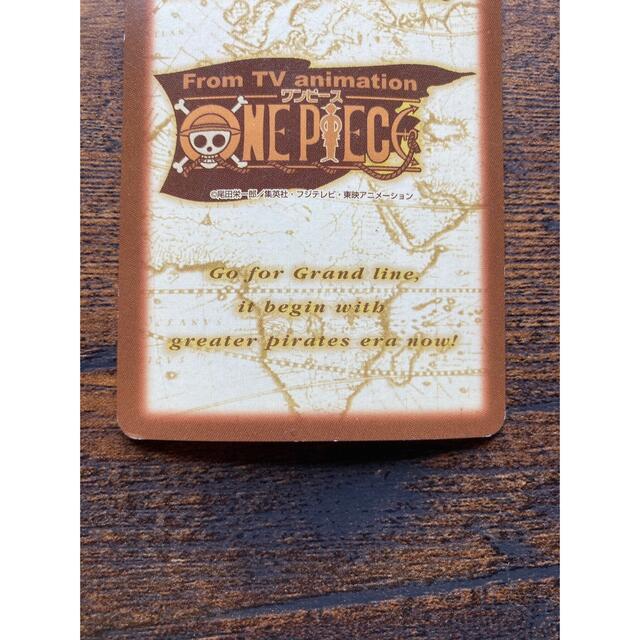 From TV animation
ワンピース
ONE PIECE
©尾田栄一郎／集英社・フジテレビ・東映アニメーション
Go for Grand line,
it begin with
greater pirates era now!